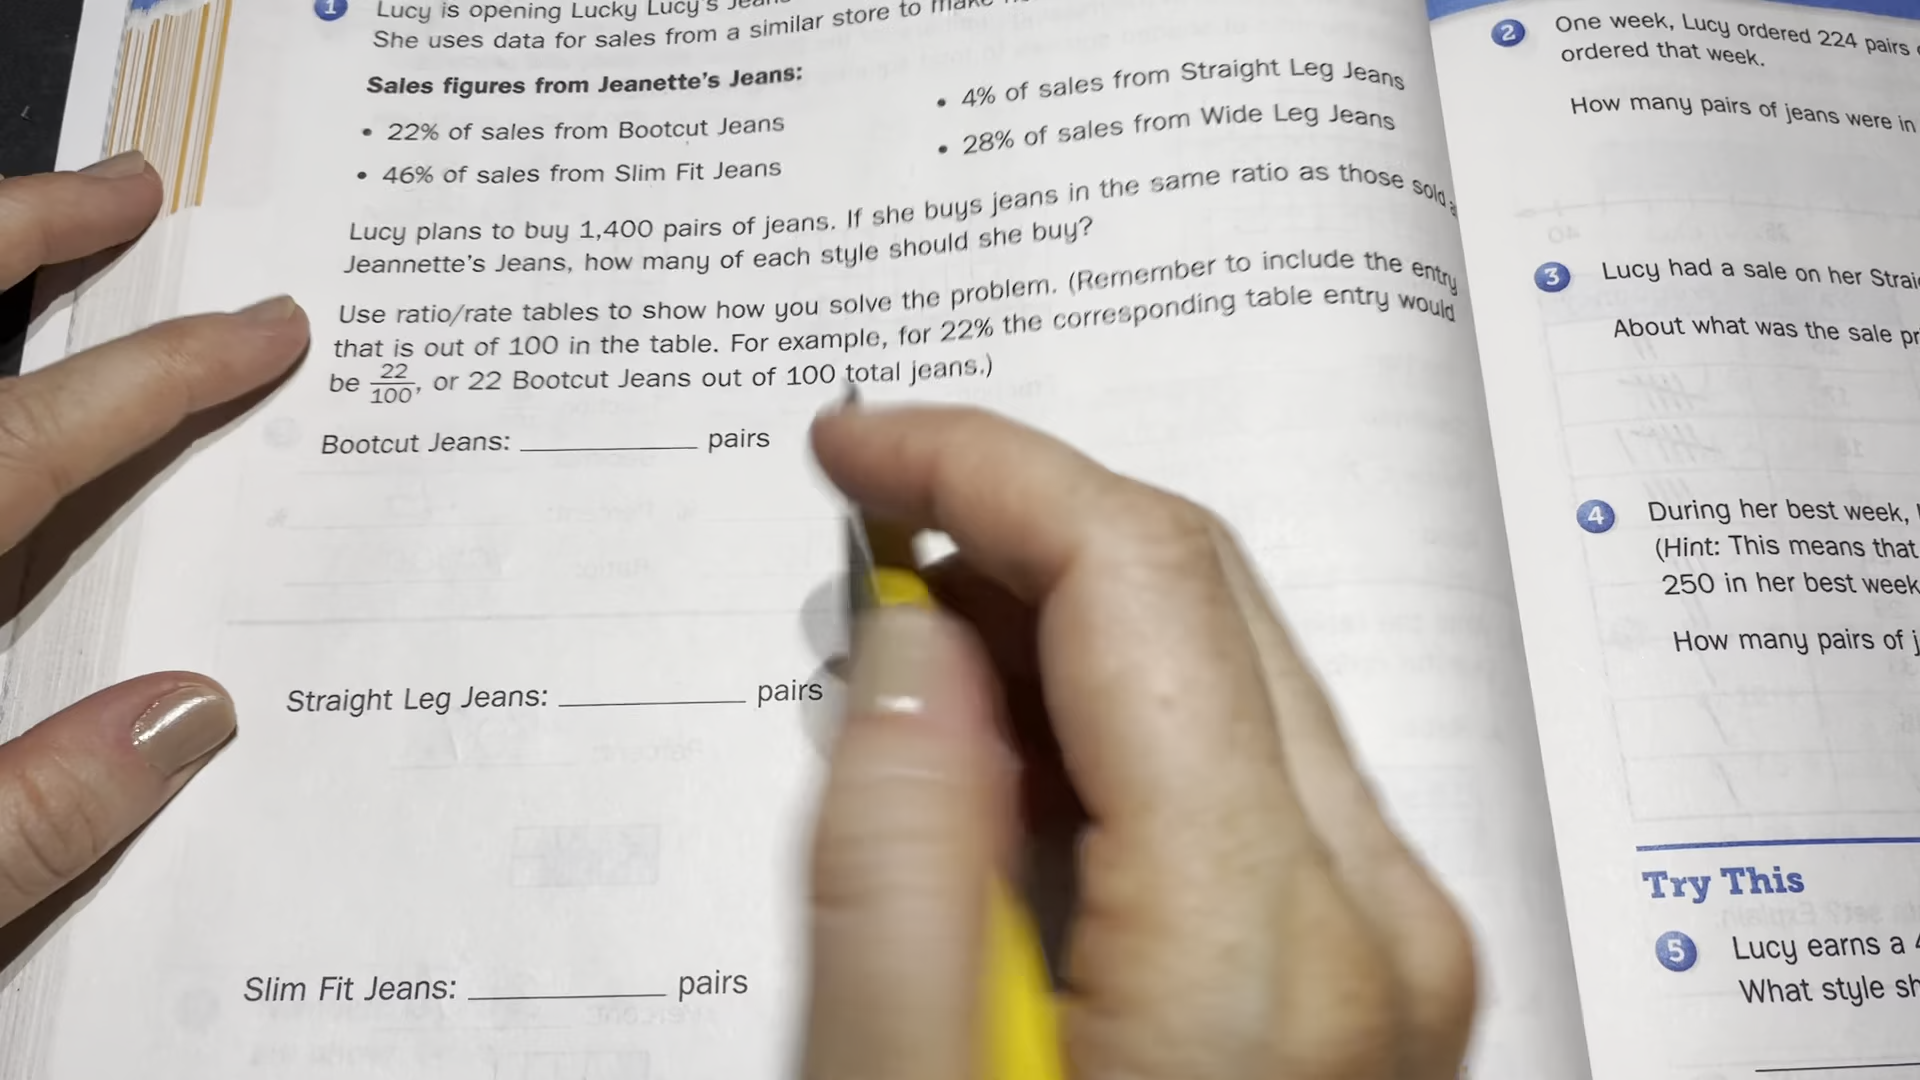 1 Lucy is opening Lucky Lucy's
She uses data for sales from a similar store to make
Sales figures from Jeanette's Jeans:
• 22% of sales from Bootcut Jeans
• 46% of sales from Slim Fit Jeans
• 4% of sales from Straight Leg Jeans
• 28% of sales from Wide Leg Jeans
Lucy plans to buy 1,400 pairs of jeans. If she buys jeans in the same ratio as those sold
Jeannette's Jeans, how many of each style should she buy?
Use ratio/rate tables to show how you solve the problem. (Remember to include the entry
that is out of 100 in the table. For example, for 22% the corresponding table entry would
be 22/100, or 22 Bootcut Jeans out of 100 total jeans.)
Bootcut Jeans: __________ pairs
Straight Leg Jeans: __________ pairs
Slim Fit Jeans: __________ pairs
2 One week, Lucy ordered 224 pairs
ordered that week.
How many pairs of jeans were in
3 Lucy had a sale on her
About what was the sale
4 During her best week,
(Hint: This means that
250 in her best week
How many pairs of
Try This
5 Lucy earns a
What style